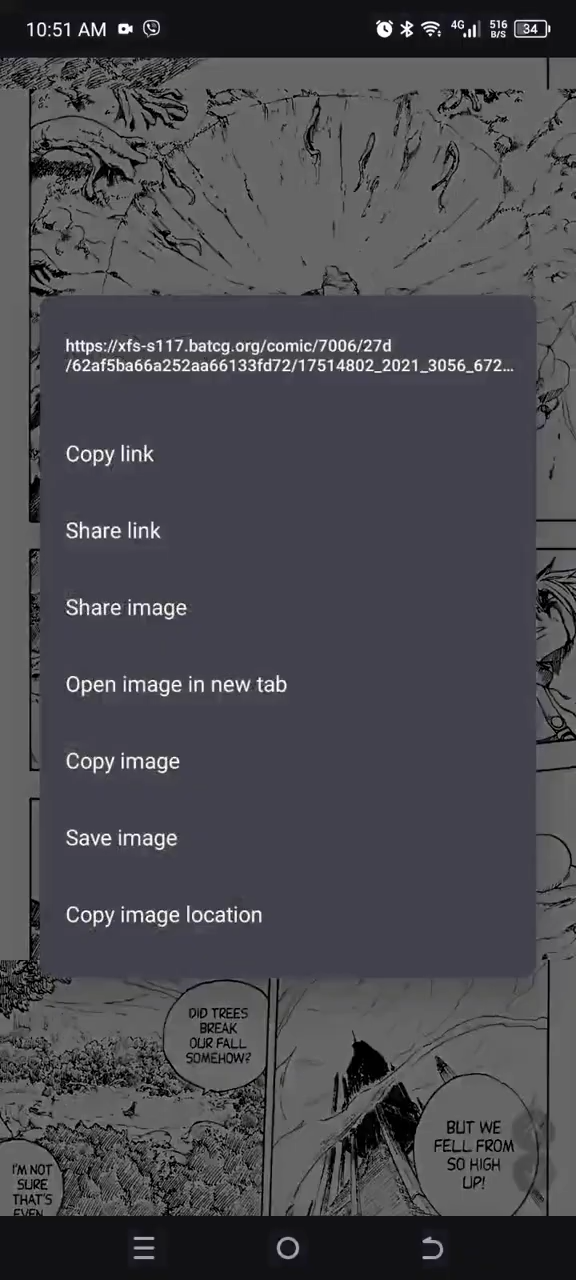 10:51 AM
4G
516
B/S
34
https://xfs-s117.batcg.org/comic/7006/27d
/62af5ba66a252aa66133fd72/17514802_2021_3056_672…
Copy link
Share link
Share image
Open image in new tab
Copy image
Save image
Copy image location
DID TREES
BREAK
OUR FALL
SOMEHOW?
BUT WE
FELL FROM
SO HIGH
UP!
I'M NOT
SURE
THAT'S
EVEN